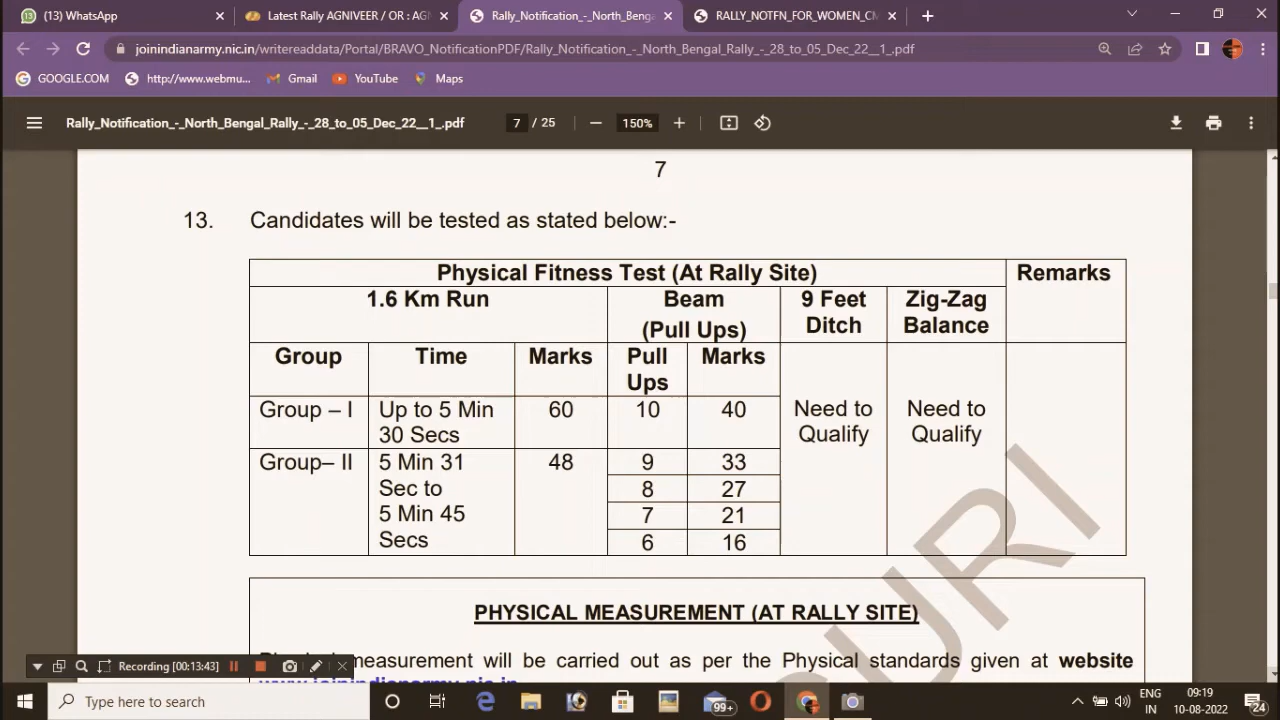 (13) WhatsApp
Latest Rally AGNIVEER / OR : AGN
Rally_Notification_-_North_Beng
RALLY_NOTFN_FOR_WOMEN_CM
joinindianarmy.nic.in/writereaddata/Portal/BRAVO_NotificationPDF/Rally_Notification_-_North_Bengal_Rally_-_28_to_05_Dec_22__1_.pdf
GOOGLE.COM
http://www.webmu...
Gmail
YouTube
Maps
Rally_Notification_-_North_Bengal_Rally_-_28_to_05_Dec_22__1_.pdf
7 / 25
150%
7
13. Candidates will be tested as stated below:-
Physical Fitness Test (At Rally Site) Remarks
1.6 Km Run Beam (Pull Ups) 9 Feet Ditch Zig-Zag Balance
Group Time Marks Pull Ups Marks
Group – I Up to 5 Min 30 Secs 60 10 40 Need to Qualify Need to Qualify
Group– II 5 Min 31 Sec to 5 Min 45 Secs 48 9 33
8 27
7 21
6 16
PHYSICAL MEASUREMENT (AT RALLY SITE)
measurement will be carried out as per the Physical standards given at website
www.joinindianarmy.nic.in
URI
Recording [00:13:43]
Type here to search
99+
ENG
IN
09:19
10-08-2022
24